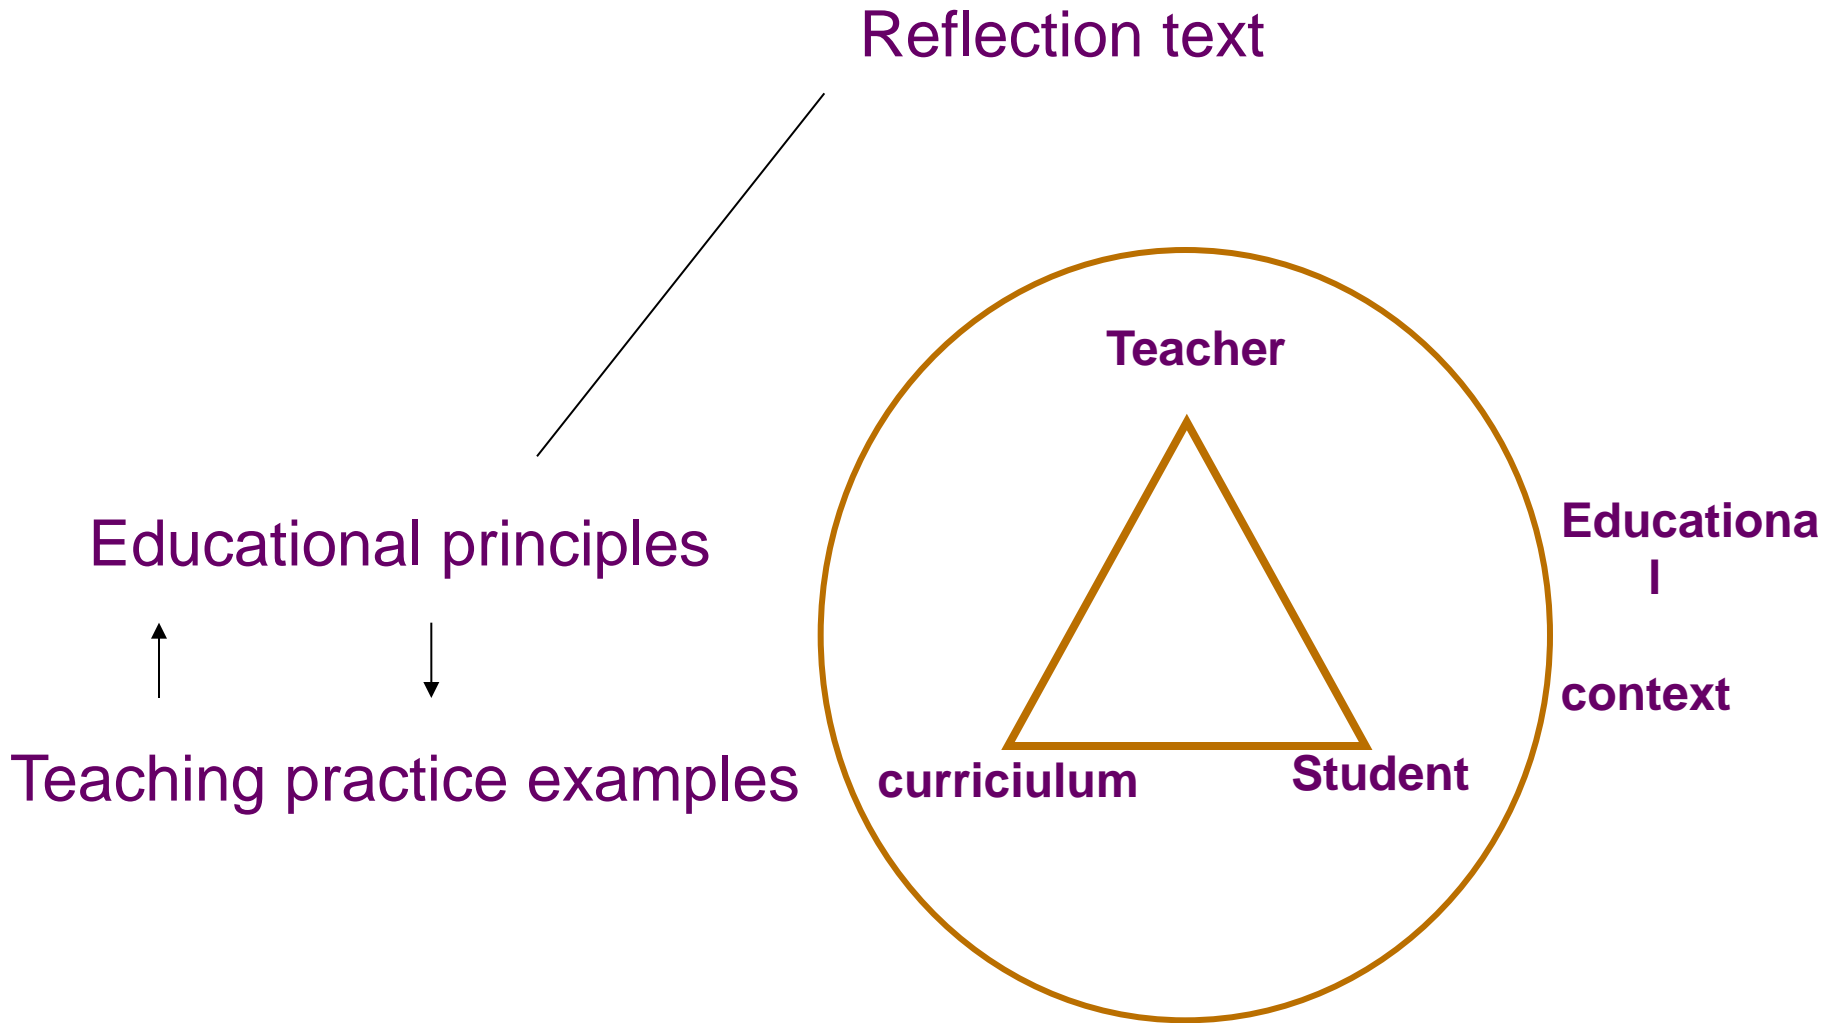 Reflection text
Teacher
Educational principles
Educationa
l
context
Teaching practice examples
curriciulum
Student